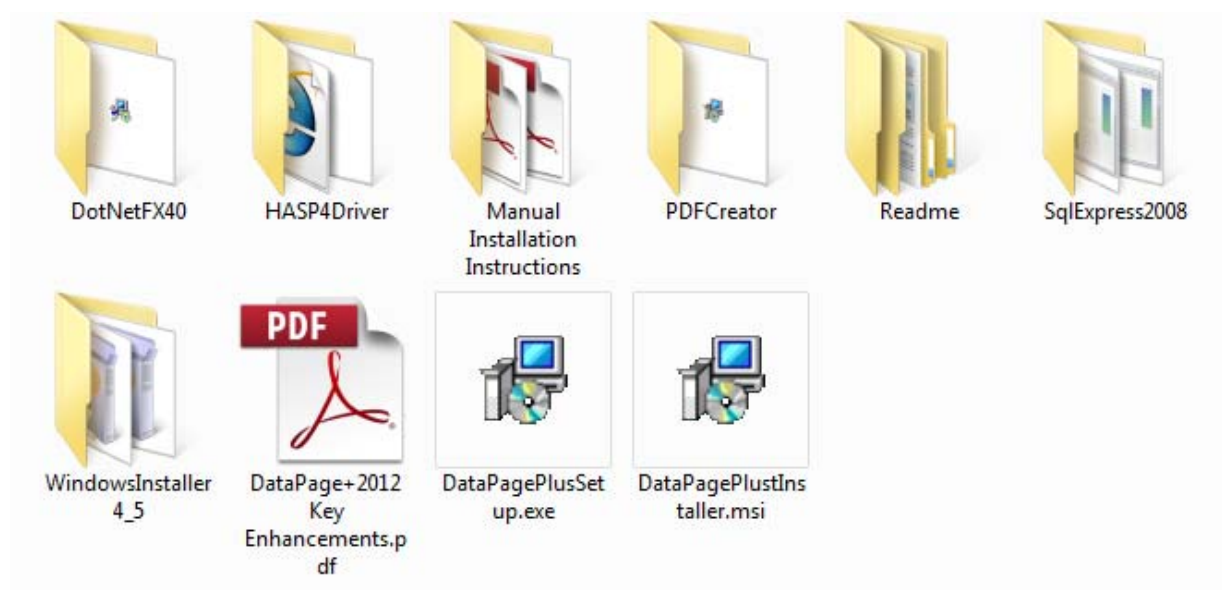 DotNetFX40
HASP4Driver
Manual
Installation
Instructions
PDFCreator
Readme
SqlExpress2008
WindowsInstaller
4_5
PDF
DataPage+2012
Key
Enhancements.p
df
DataPagePlusSet
up.exe
DataPagePlustIns
taller.msi